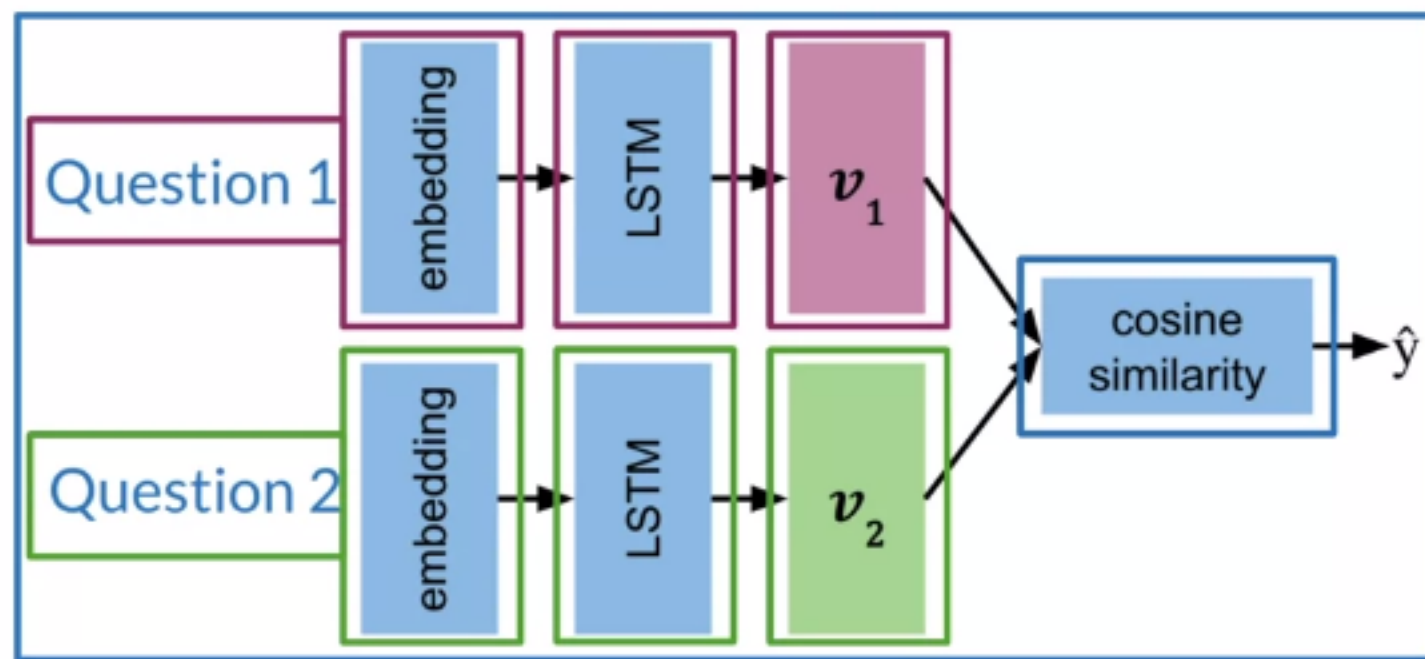 Question 1
embedding
LSTM
v₁
Question 2
embedding
LSTM
v₂
cosine
similarity
ŷ